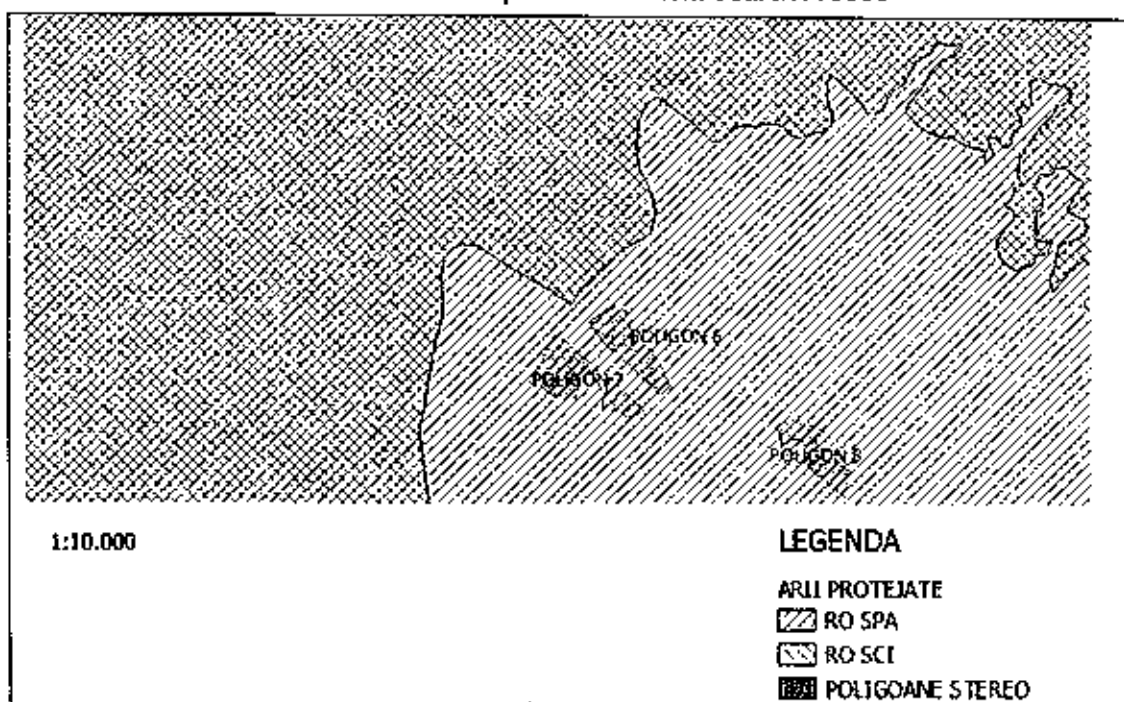 POLIGON 6
POLIGON 7
POLIGON 8
1:10.000
LEGENDA
ARII PROTEJATE
RO SPA
RO SCI
POLIGOANE STEREO